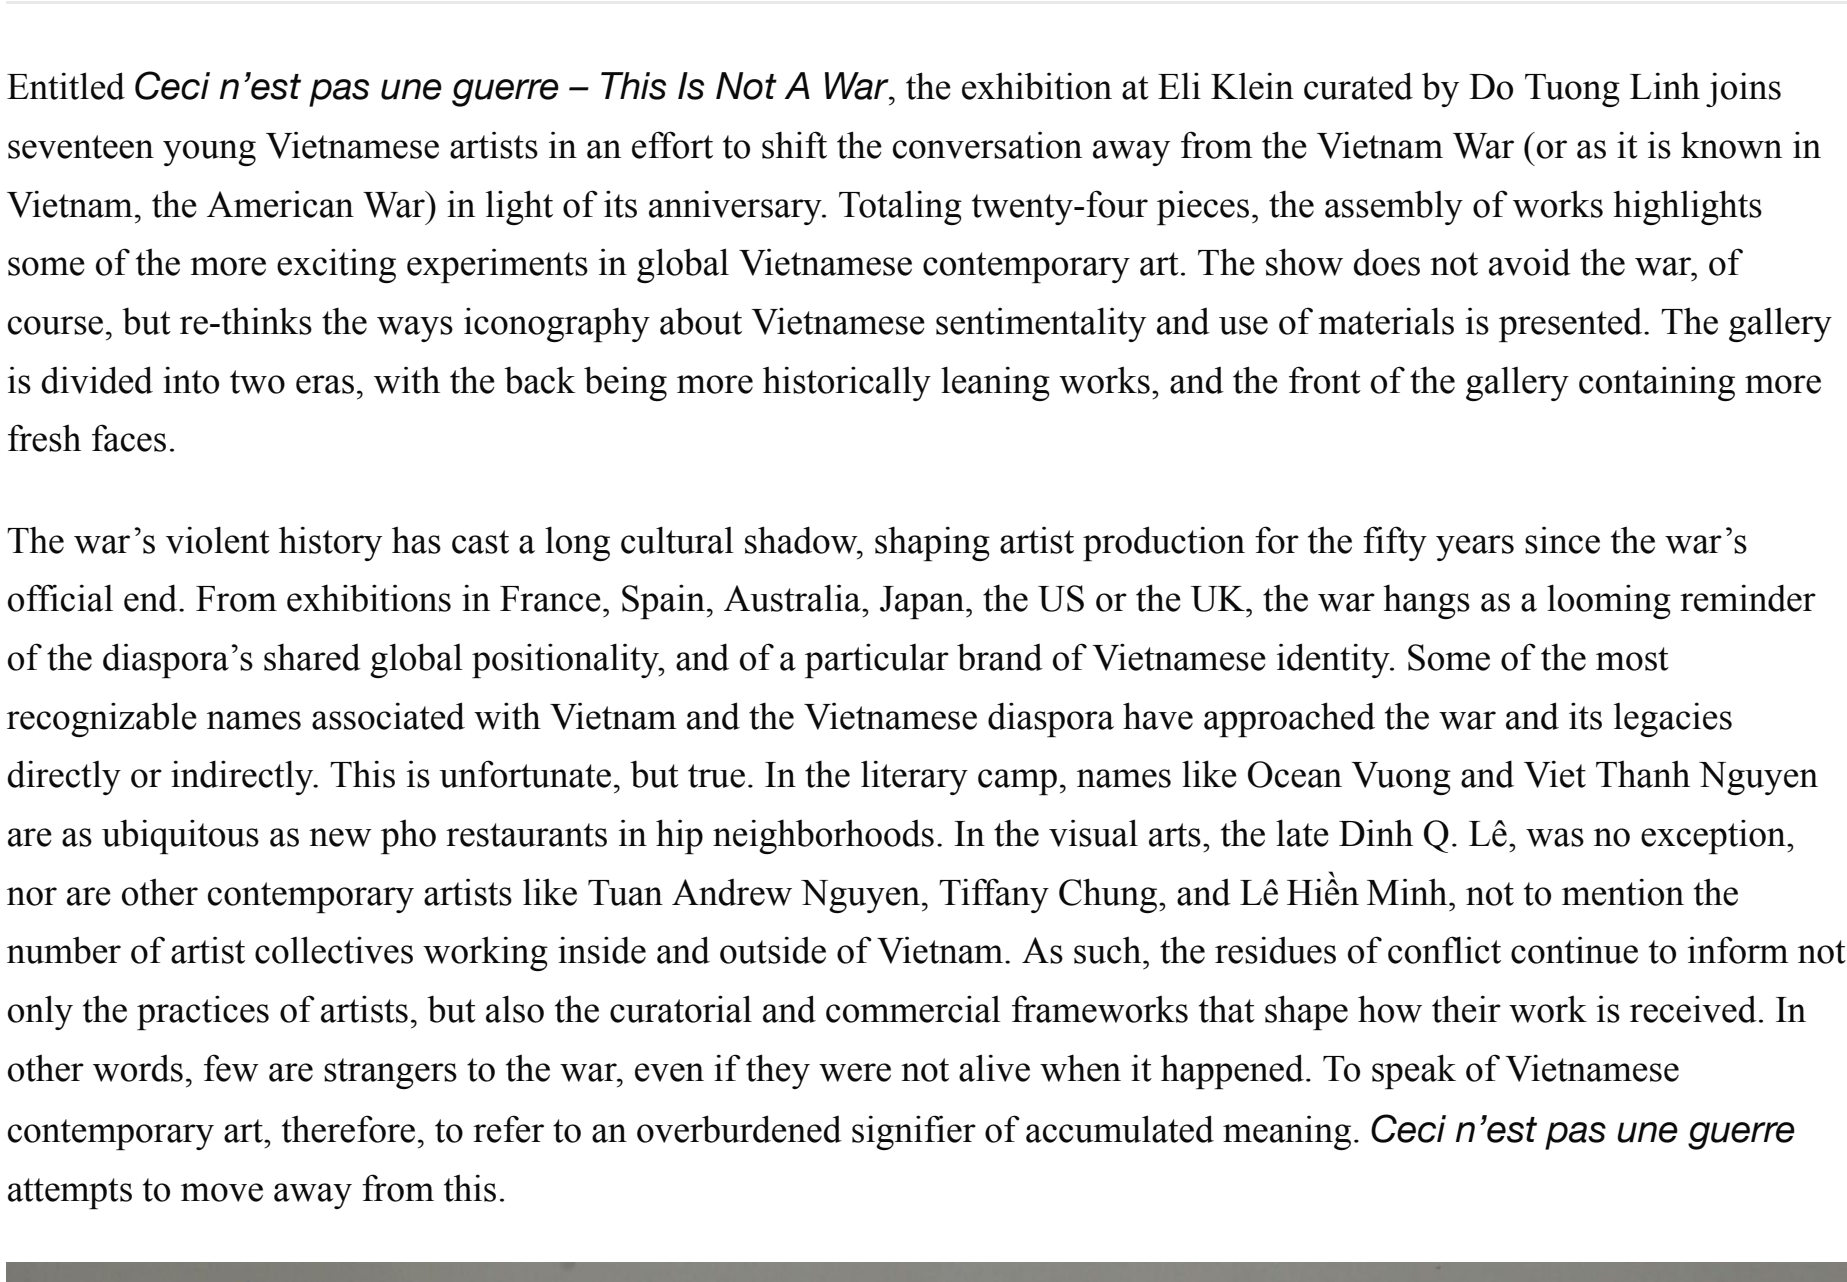 Entitled Ceci n’est pas une guerre – This Is Not A War, the exhibition at Eli Klein curated by Do Tuong Linh joins
seventeen young Vietnamese artists in an effort to shift the conversation away from the Vietnam War (or as it is known in
Vietnam, the American War) in light of its anniversary. Totaling twenty-four pieces, the assembly of works highlights
some of the more exciting experiments in global Vietnamese contemporary art. The show does not avoid the war, of
course, but re-thinks the ways iconography about Vietnamese sentimentality and use of materials is presented. The gallery
is divided into two eras, with the back being more historically leaning works, and the front of the gallery containing more
fresh faces.
The war’s violent history has cast a long cultural shadow, shaping artist production for the fifty years since the war’s
official end. From exhibitions in France, Spain, Australia, Japan, the US or the UK, the war hangs as a looming reminder
of the diaspora’s shared global positionality, and of a particular brand of Vietnamese identity. Some of the most
recognizable names associated with Vietnam and the Vietnamese diaspora have approached the war and its legacies
directly or indirectly. This is unfortunate, but true. In the literary camp, names like Ocean Vuong and Viet Thanh Nguyen
are as ubiquitous as new pho restaurants in hip neighborhoods. In the visual arts, the late Dinh Q. Lê, was no exception,
nor are other contemporary artists like Tuan Andrew Nguyen, Tiffany Chung, and Lê Hiền Minh, not to mention the
number of artist collectives working inside and outside of Vietnam. As such, the residues of conflict continue to inform not
only the practices of artists, but also the curatorial and commercial frameworks that shape how their work is received. In
other words, few are strangers to the war, even if they were not alive when it happened. To speak of Vietnamese
contemporary art, therefore, to refer to an overburdened signifier of accumulated meaning. Ceci n’est pas une guerre
attempts to move away from this.